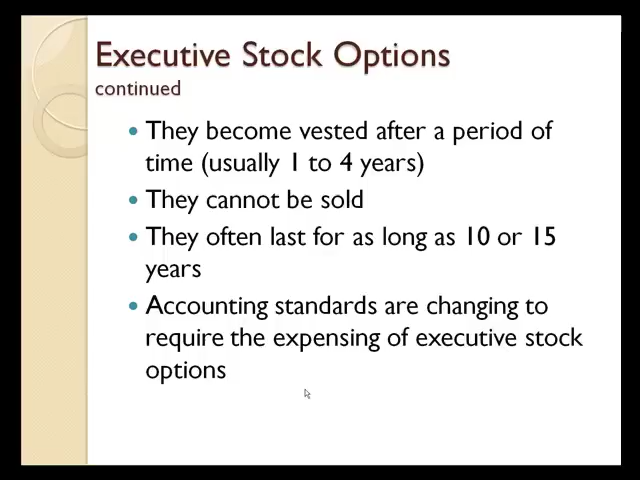 Executive Stock Options
continued
They become vested after a period of
time (usually 1 to 4 years)
They cannot be sold
They often last for as long as 10 or 15
years
Accounting standards are changing to
require the expensing of executive stock
options